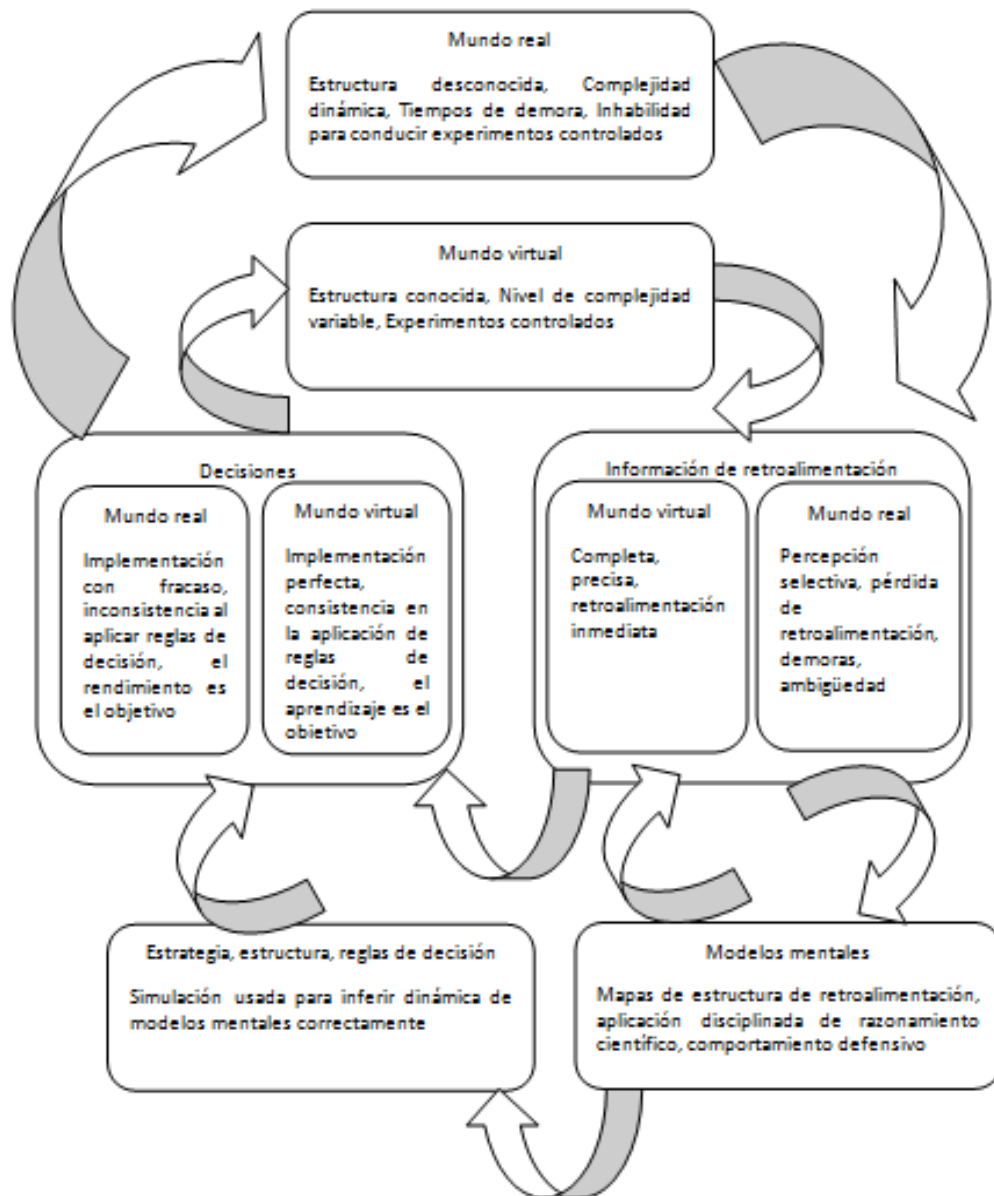 Mundo real
Estructura desconocida, Complejidad
dinámica, Tiempos de demora, Inhabilidad
para conducir experimentos controlados
Mundo virtual
Estructura conocida, Nivel de complejidad
variable, Experimentos controlados
Decisiones
Mundo real
Implementación
con fracaso,
inconsistencia al
aplicar reglas de
decisión, el
rendimiento es
el objetivo
Mundo virtual
Implementación
perfecta,
consistencia en
la aplicación de
reglas de
decisión, el
aprendizaje es el
objetivo
Información de retroalimentación
Mundo virtual
Completa,
precisa,
retroalimentación
inmediata
Mundo real
Percepción
selectiva, pérdida
de
retroalimentación,
demoras,
ambigüedad
Estrategia, estructura, reglas de decisión
Simulación usada para inferir dinámica de
modelos mentales correctamente
Modelos mentales
Mapas de estructura de retroalimentación,
aplicación disciplinada de razonamiento
científico, comportamiento defensivo